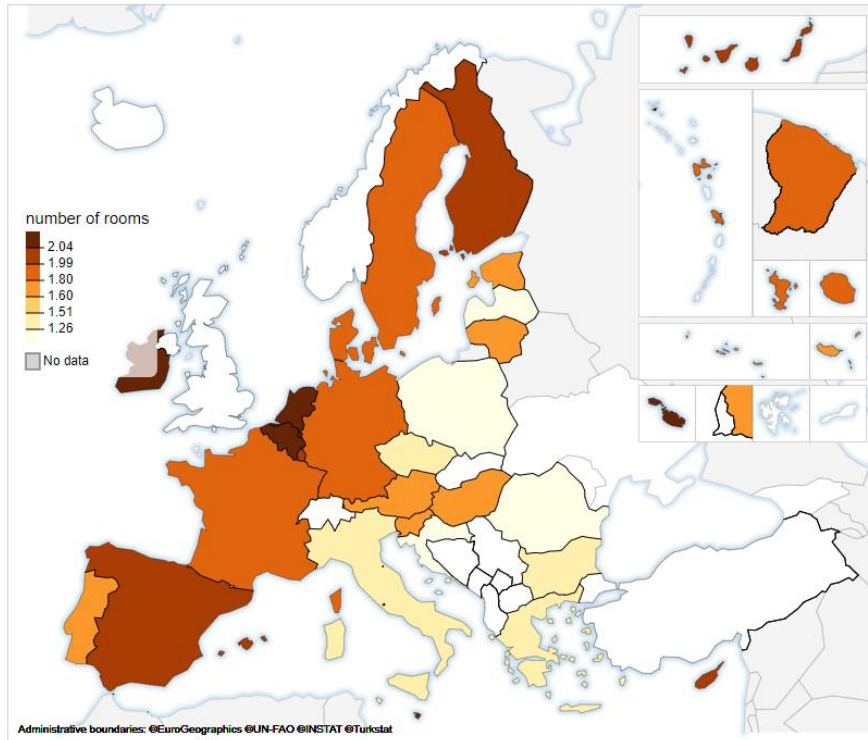 number of rooms
2.04
1.99
1.80
1.60
1.51
1.26
No data
Administrative boundaries: ©EuroGeographics ©UN-FAO ©INSTAT ©Turkstat